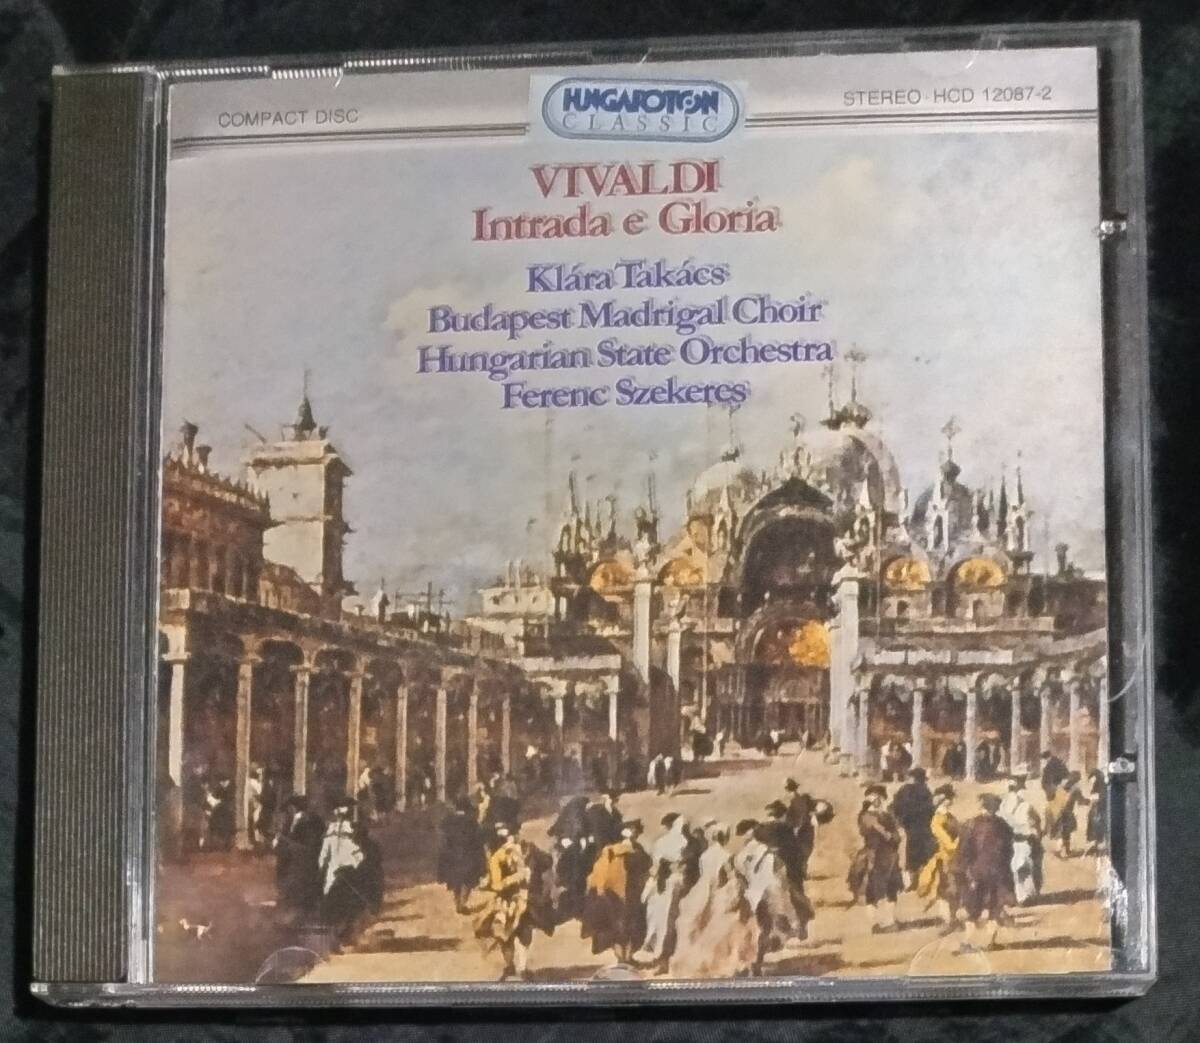 COMPACT DISC
HUNGAROTON
CLASSIC
STEREO · HCD 12087-2
VIVALDI
Intrada e Gloria
Klára Takács
Budapest Madrigal Choir
Hungarian State Orchestra
Ferenc Szekeres